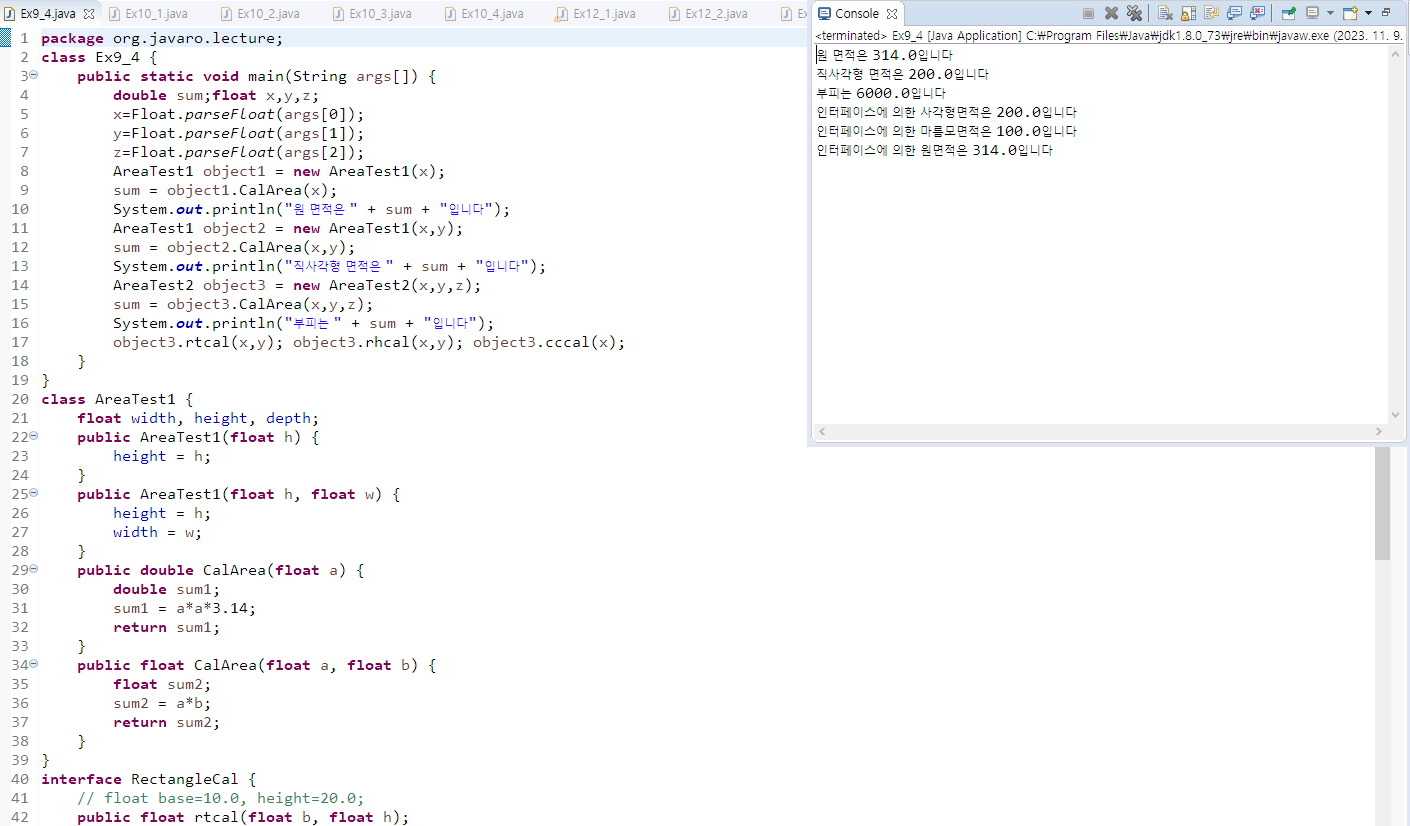 Ex9_4.java Ex10_1.java Ex10_2.java Ex10_3.java Ex10_4.java Ex12_1.java Ex12_2.java Ex
1 package org.javaro.lecture;
2 class Ex9_4 {
3 public static void main(String args[]) {
4 double sum;float x,y,z;
5 x=Float.parseFloat(args[0]);
6 y=Float.parseFloat(args[1]);
7 z=Float.parseFloat(args[2]);
8 AreaTest1 object1 = new AreaTest1(x);
9 sum = object1.CalArea(x);
10 System.out.println("원 면적은 " + sum + "입니다");
11 AreaTest1 object2 = new AreaTest1(x,y);
12 sum = object2.CalArea(x,y);
13 System.out.println("직사각형 면적은 " + sum + "입니다");
14 AreaTest2 object3 = new AreaTest2(x,y,z);
15 sum = object3.CalArea(x,y,z);
16 System.out.println("부피는 " + sum + "입니다");
17 object3.rtcal(x,y); object3.rhcal(x,y); object3.cccal(x);
18 }
19 }
20 class AreaTest1 {
21 float width, height, depth;
22 public AreaTest1(float h) {
23 height = h;
24 }
25 public AreaTest1(float h, float w) {
26 height = h;
27 width = w;
28 }
29 public double CalArea(float a) {
30 double sum1;
31 sum1 = a*a*3.14;
32 return sum1;
33 }
34 public float CalArea(float a, float b) {
35 float sum2;
36 sum2 = a*b;
37 return sum2;
38 }
39 }
40 interface RectangleCal {
41 // float base=10.0, height=20.0;
42 public float rtcal(float b, float h);
Console
<terminated> Ex9_4 [Java Application] C:₩Program Files₩Java₩jdk1.8.0_73₩jre₩bin₩javaw.exe (2023. 11. 9.
원 면적은 314.0입니다
직사각형 면적은 200.0입니다
부피는 6000.0입니다
인터페이스에 의한 사각형면적은 200.0입니다
인터페이스에 의한 마름모면적은 100.0입니다
인터페이스에 의한 원면적은 314.0입니다